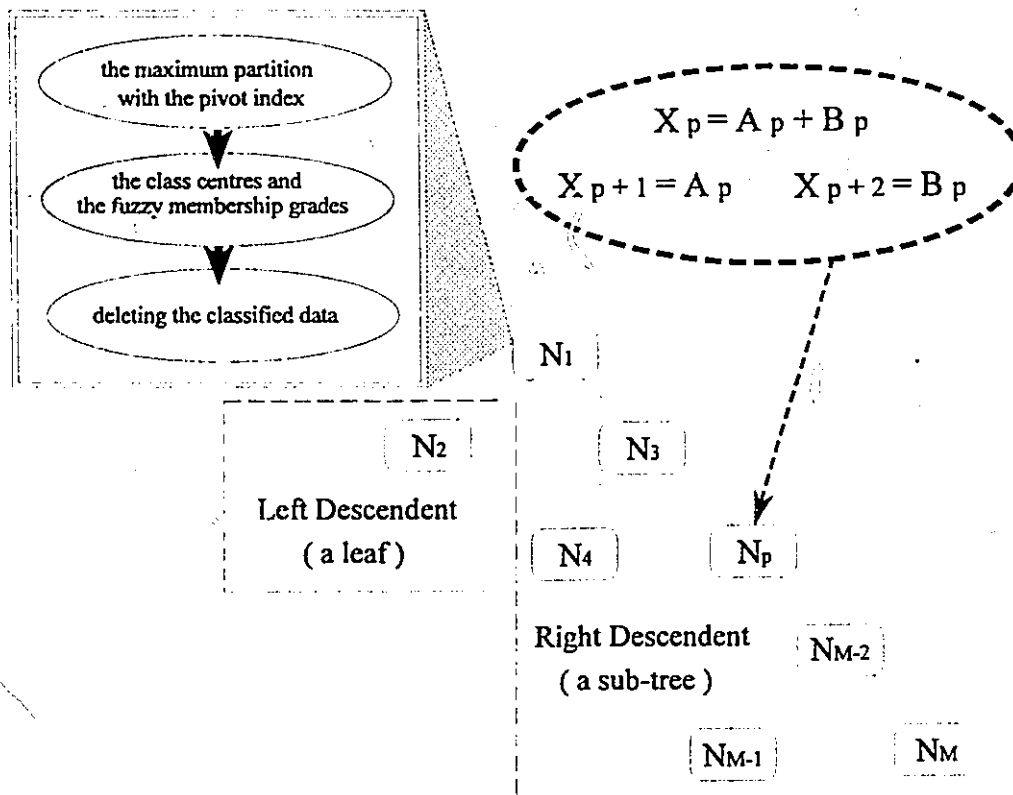 the maximum partition
with the pivot index
the class centres and
the fuzzy membership grades
deleting the classified data
X p = A p + B p
X p + 1 = A p X p + 2 = B p
N1
N2
N3
Left Descendent
( a leaf )
N4
Np
Right Descendent
( a sub-tree )
NM-2
NM-1
NM